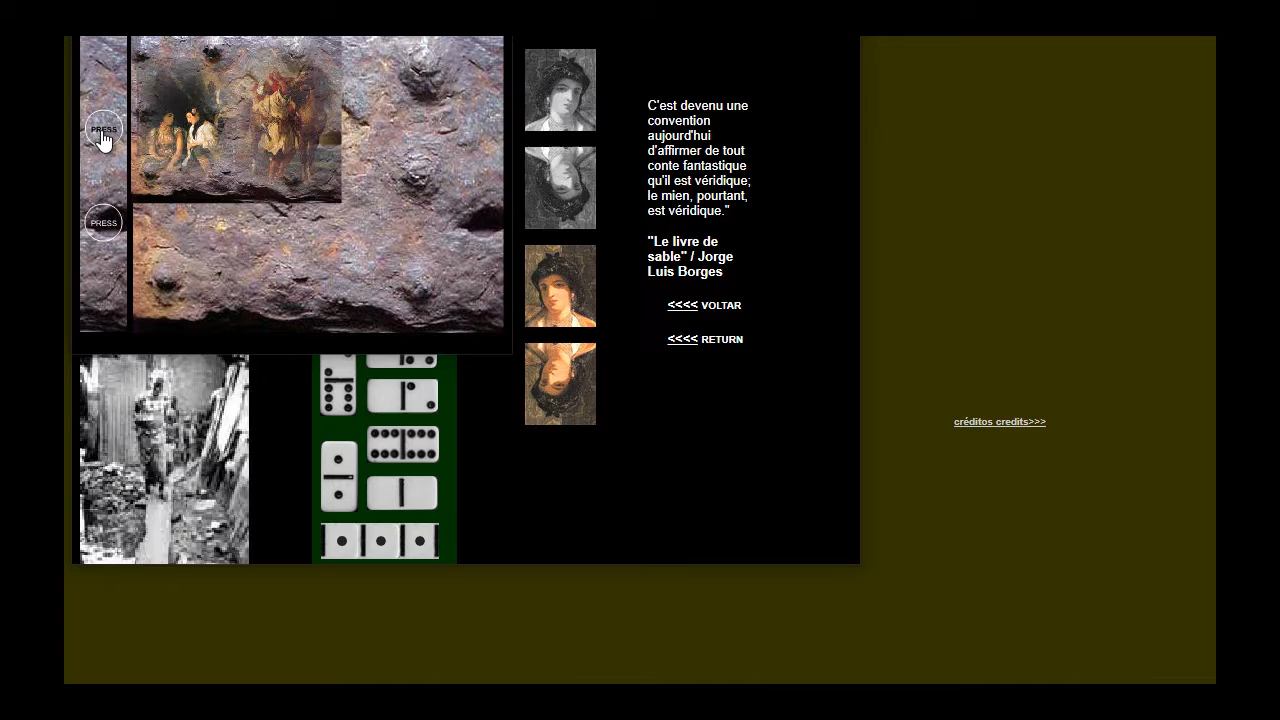 PRESS
PRESS
C'est devenu une
convention
aujourd'hui
d'affirmer de tout
conte fantastique
qu'il est véridique;
le mien, pourtant,
est véridique."
"Le livre de
sable" / Jorge
Luis Borges
<<<< VOLTAR
<<<< RETURN
créditos credits>>>